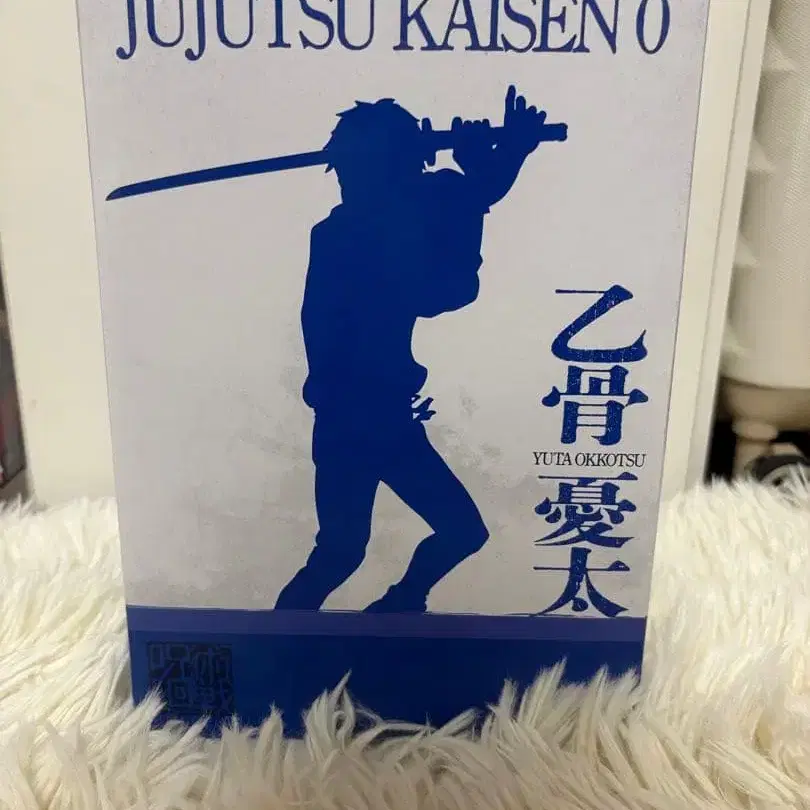 JUJUTSU KAISEN 0
乙骨
YUTA OKKOTSU
憂太